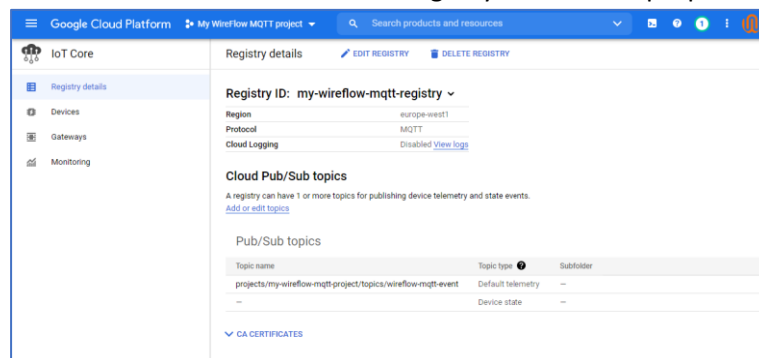 Google Cloud Platform My WireFlow MQTT project Search products and resources 1
IoT Core Registry details EDIT REGISTRY DELETE REGISTRY
Registry details
Devices
Gateways
Monitoring
Registry ID: my-wireflow-mqtt-registry
Region europe-west1
Protocol MQTT
Cloud Logging Disabled View logs
Cloud Pub/Sub topics
A registry can have 1 or more topics for publishing device telemetry and state events.
Add or edit topics
Pub/Sub topics
Topic name Topic type Subfolder
projects/my-wireflow-mqtt-project/topics/wireflow-mqtt-event Default telemetry —
— Device state —
CA CERTIFICATES